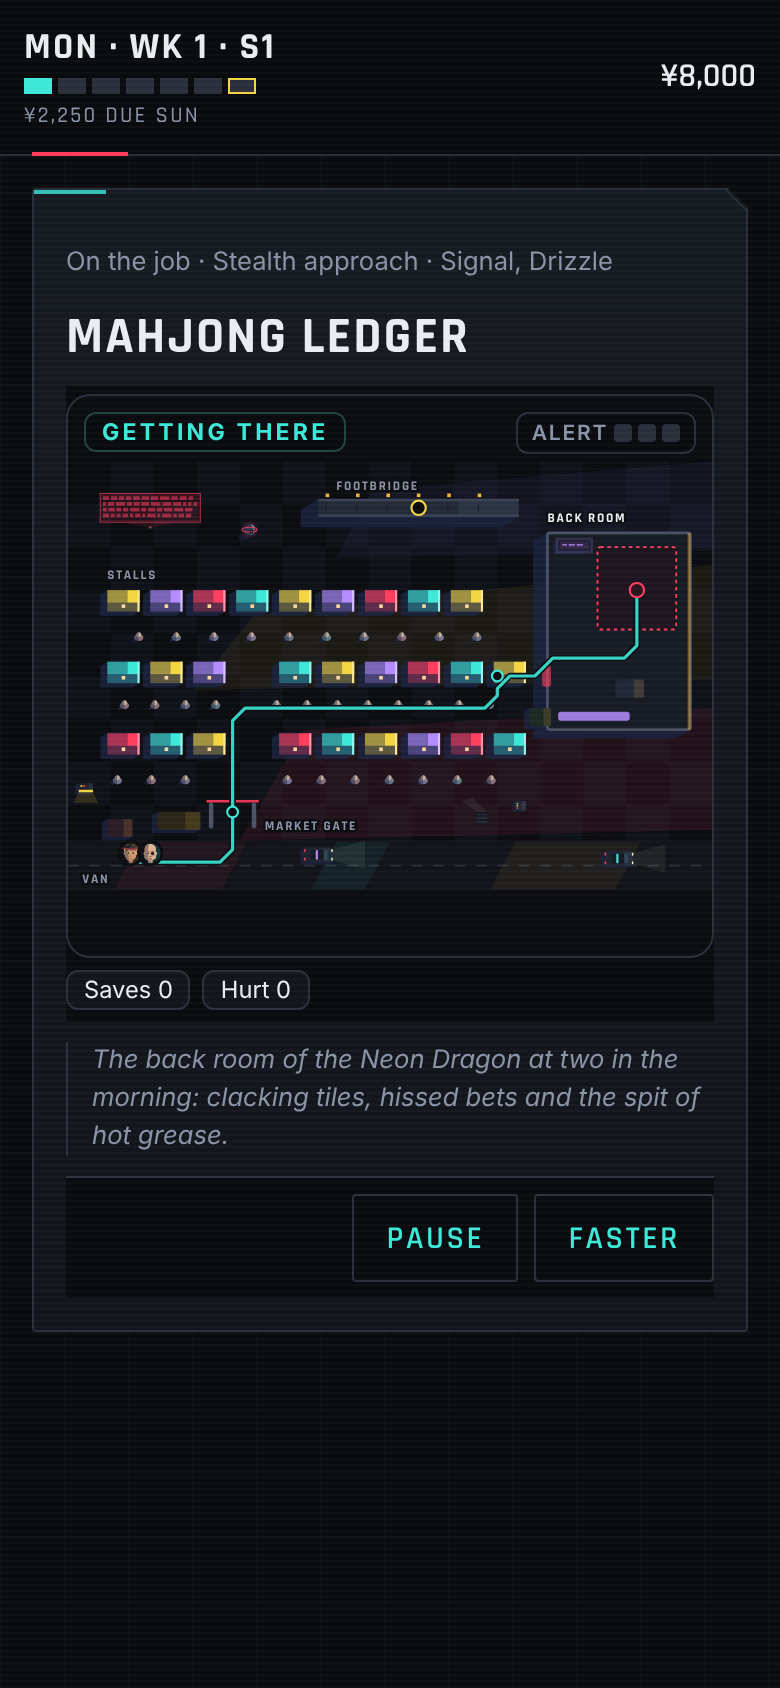 MON · WK 1 · S1
¥8,000
¥2,250 DUE SUN
On the job · Stealth approach · Signal, Drizzle
MAHJONG LEDGER
GETTING THERE
ALERT
FOOTBRIDGE
BACK ROOM
STALLS
MARKET GATE
VAN
Saves 0
Hurt 0
The back room of the Neon Dragon at two in the
morning: clacking tiles, hissed bets and the spit of
hot grease.
PAUSE
FASTER